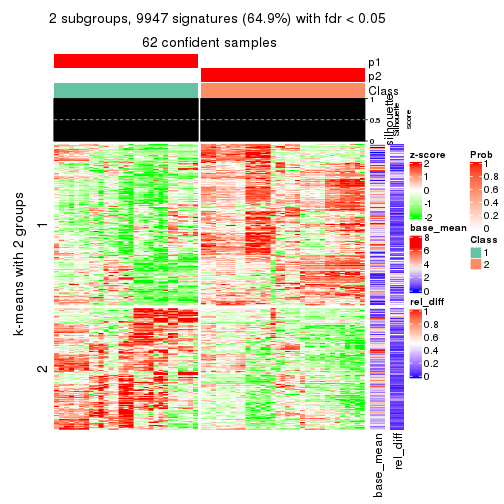 2 subgroups, 9947 signatures (64.9%) with fdr < 0.05
62 confident samples
p1
p2
Class
1
0.5
0
silhouette
Silhouette
score
k-means with 2 groups
1
2
base_mean
rel_diff
z-score
2
1
0
-1
-2
base_mean
8
6
4
2
0
rel_diff
1
0.8
0.6
0.4
0.2
0
Prob
1
0.8
0.6
0.4
0.2
0
Class
1
2